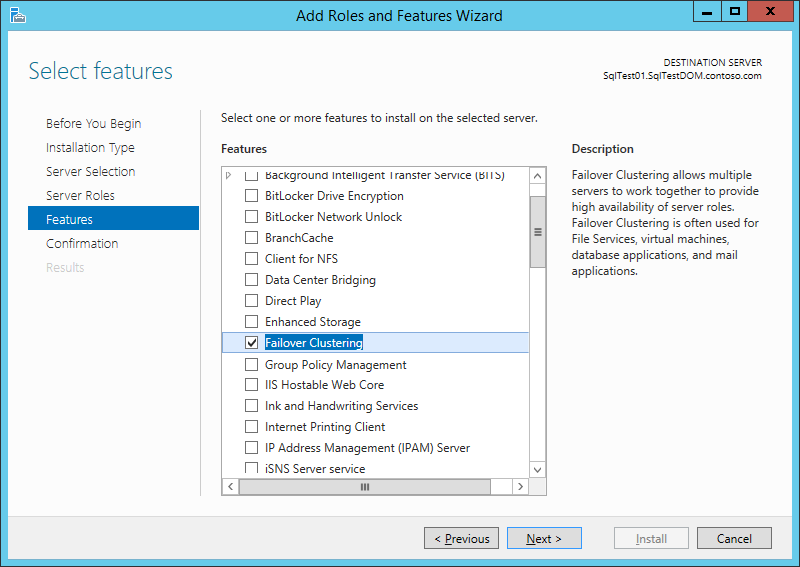 Add Roles and Features Wizard
Select features
DESTINATION SERVER
SqlTest01.SqlTestDOM.contoso.com
Before You Begin
Installation Type
Server Selection
Server Roles
Features
Confirmation
Results
Select one or more features to install on the selected server.
Features
Background Intelligent Transfer Service (BITS)
BitLocker Drive Encryption
BitLocker Network Unlock
BranchCache
Client for NFS
Data Center Bridging
Direct Play
Enhanced Storage
Failover Clustering
Group Policy Management
IIS Hostable Web Core
Ink and Handwriting Services
Internet Printing Client
IP Address Management (IPAM) Server
iSNS Server service
Description
Failover Clustering allows multiple
servers to work together to provide
high availability of server roles.
Failover Clustering is often used for
File Services, virtual machines,
database applications, and mail
applications.
< Previous
Next >
Install
Cancel